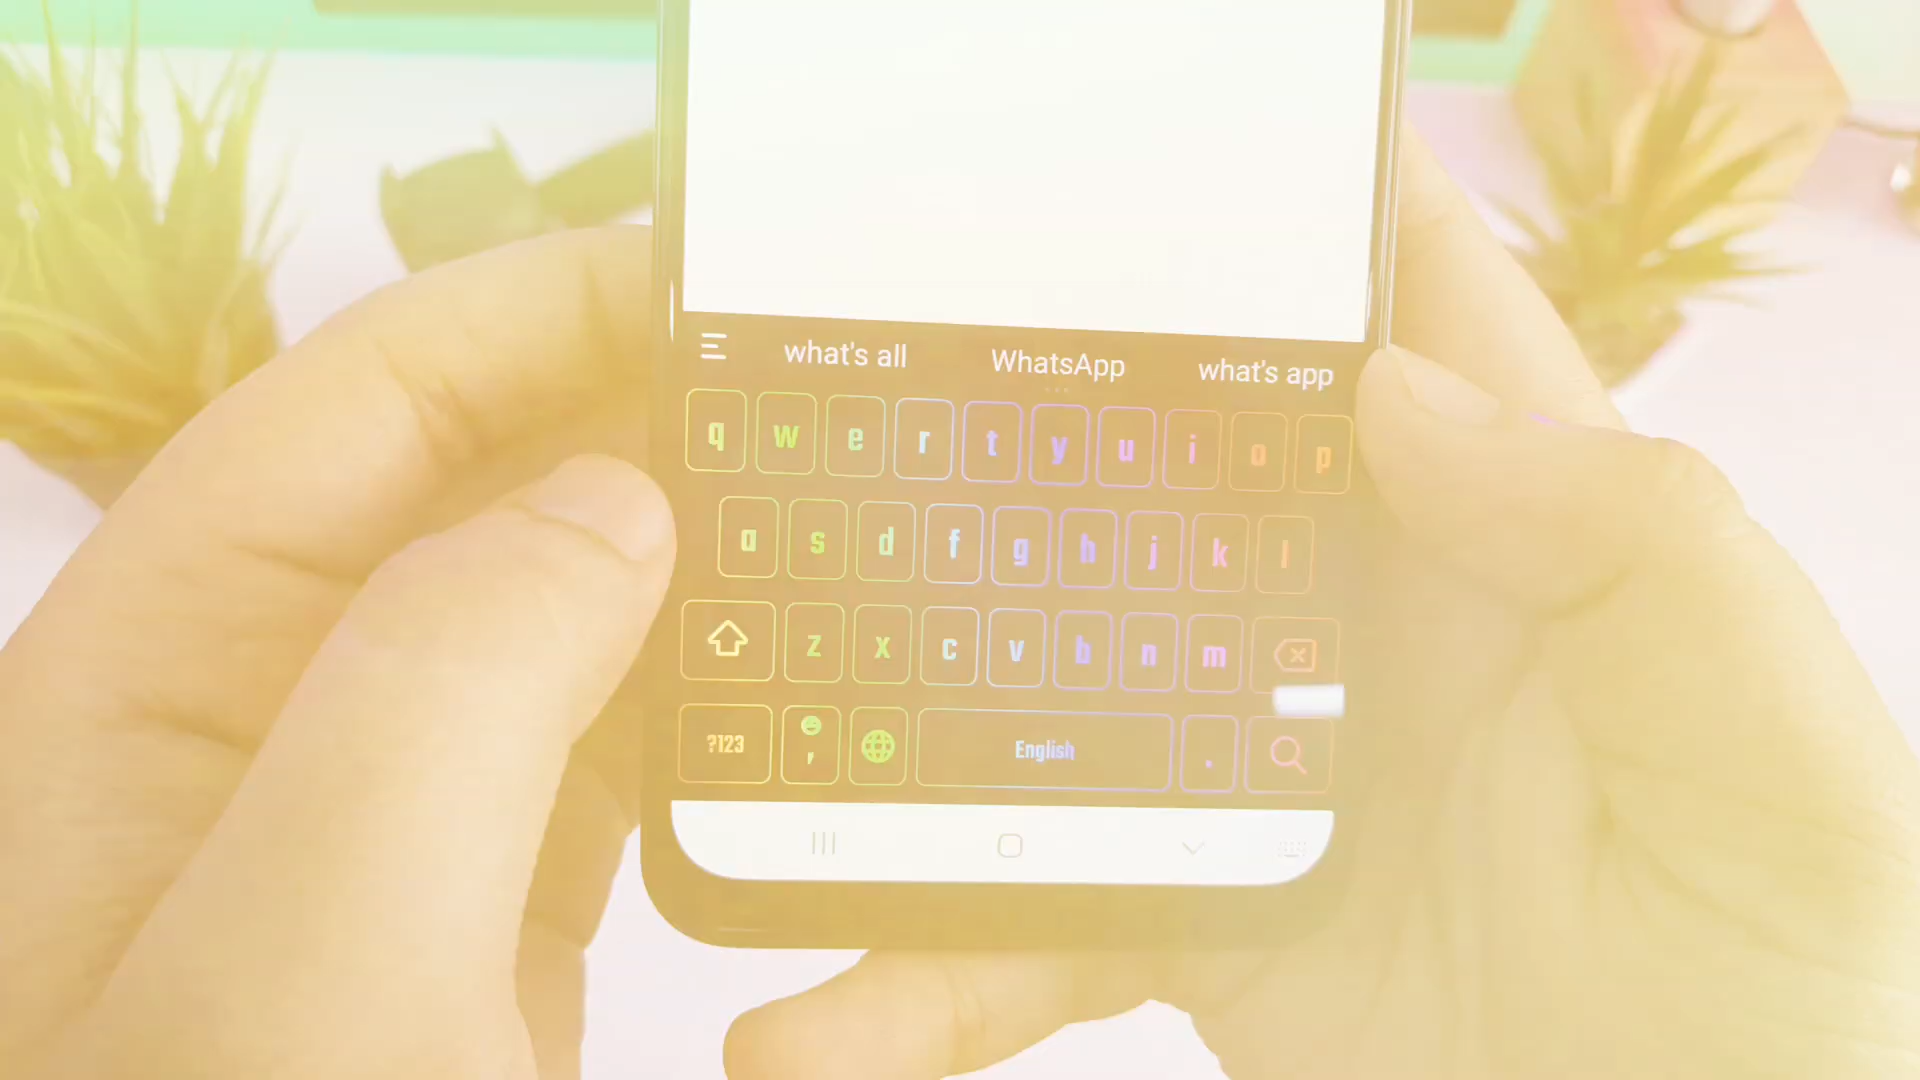 what's all WhatsApp what's app
q w e r t y u i o p
a s d f g h j k l
z x c v b n m
?123 , English .